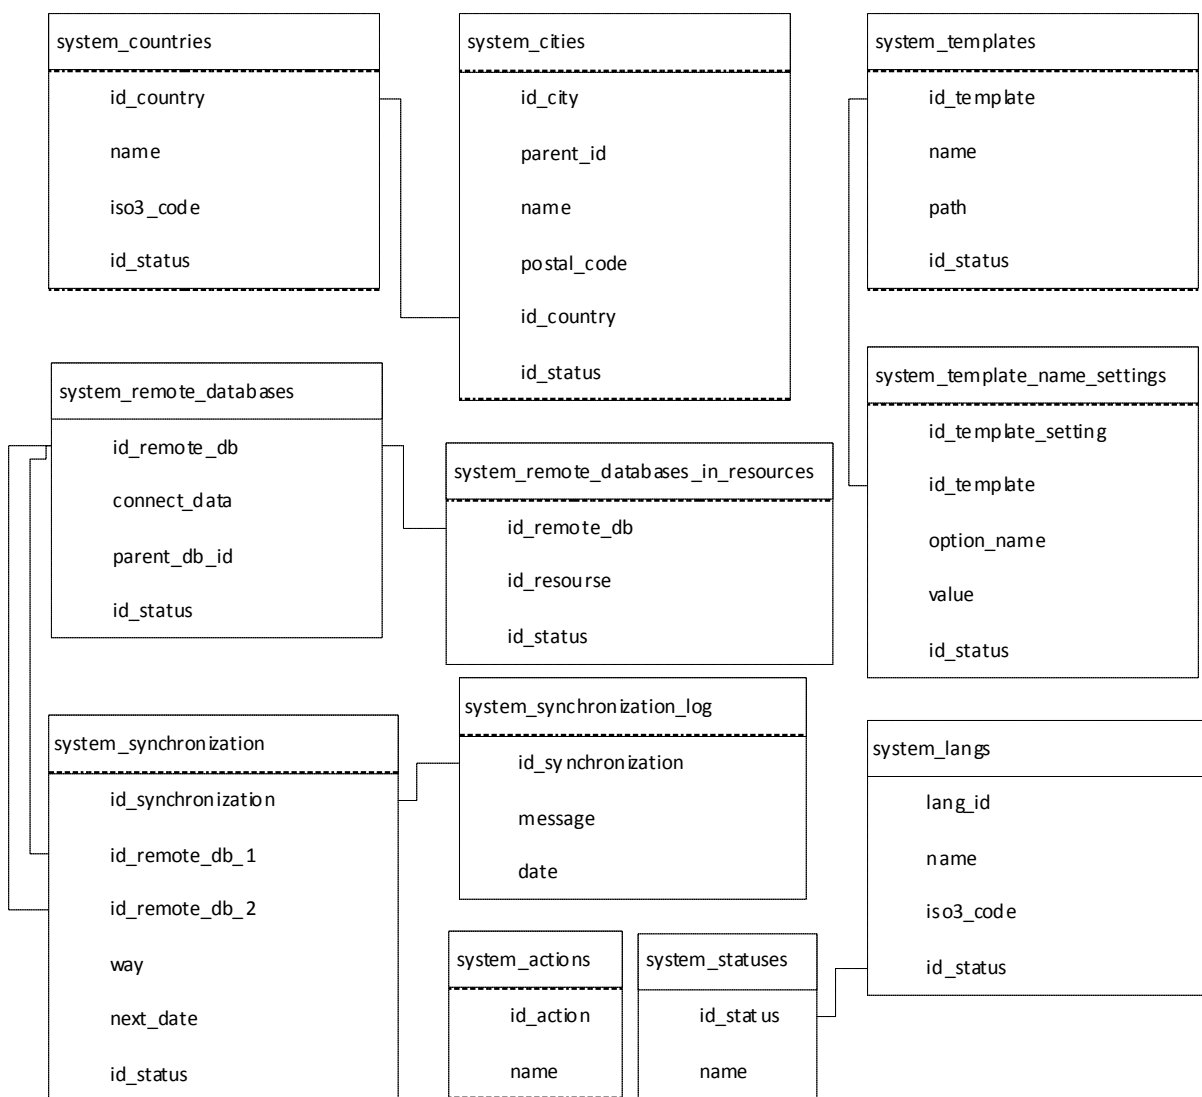 system_countries
id_country
name
iso3_code
id_status
system_cities
id_city
parent_id
name
postal_code
id_country
id_status
system_templates
id_template
name
path
id_status
system_remote_databases
id_remote_db
connect_data
parent_db_id
id_status
system_remote_databases_in_resources
id_remote_db
id_resourse
id_status
system_template_name_settings
id_template_setting
id_template
option_name
value
id_status
system_synchronization
id_synchronization
id_remote_db_1
id_remote_db_2
way
next_date
id_status
system_synchronization_log
id_synchronization
message
date
system_langs
lang_id
name
iso3_code
id_status
system_actions
id_action
name
system_statuses
id_status
name